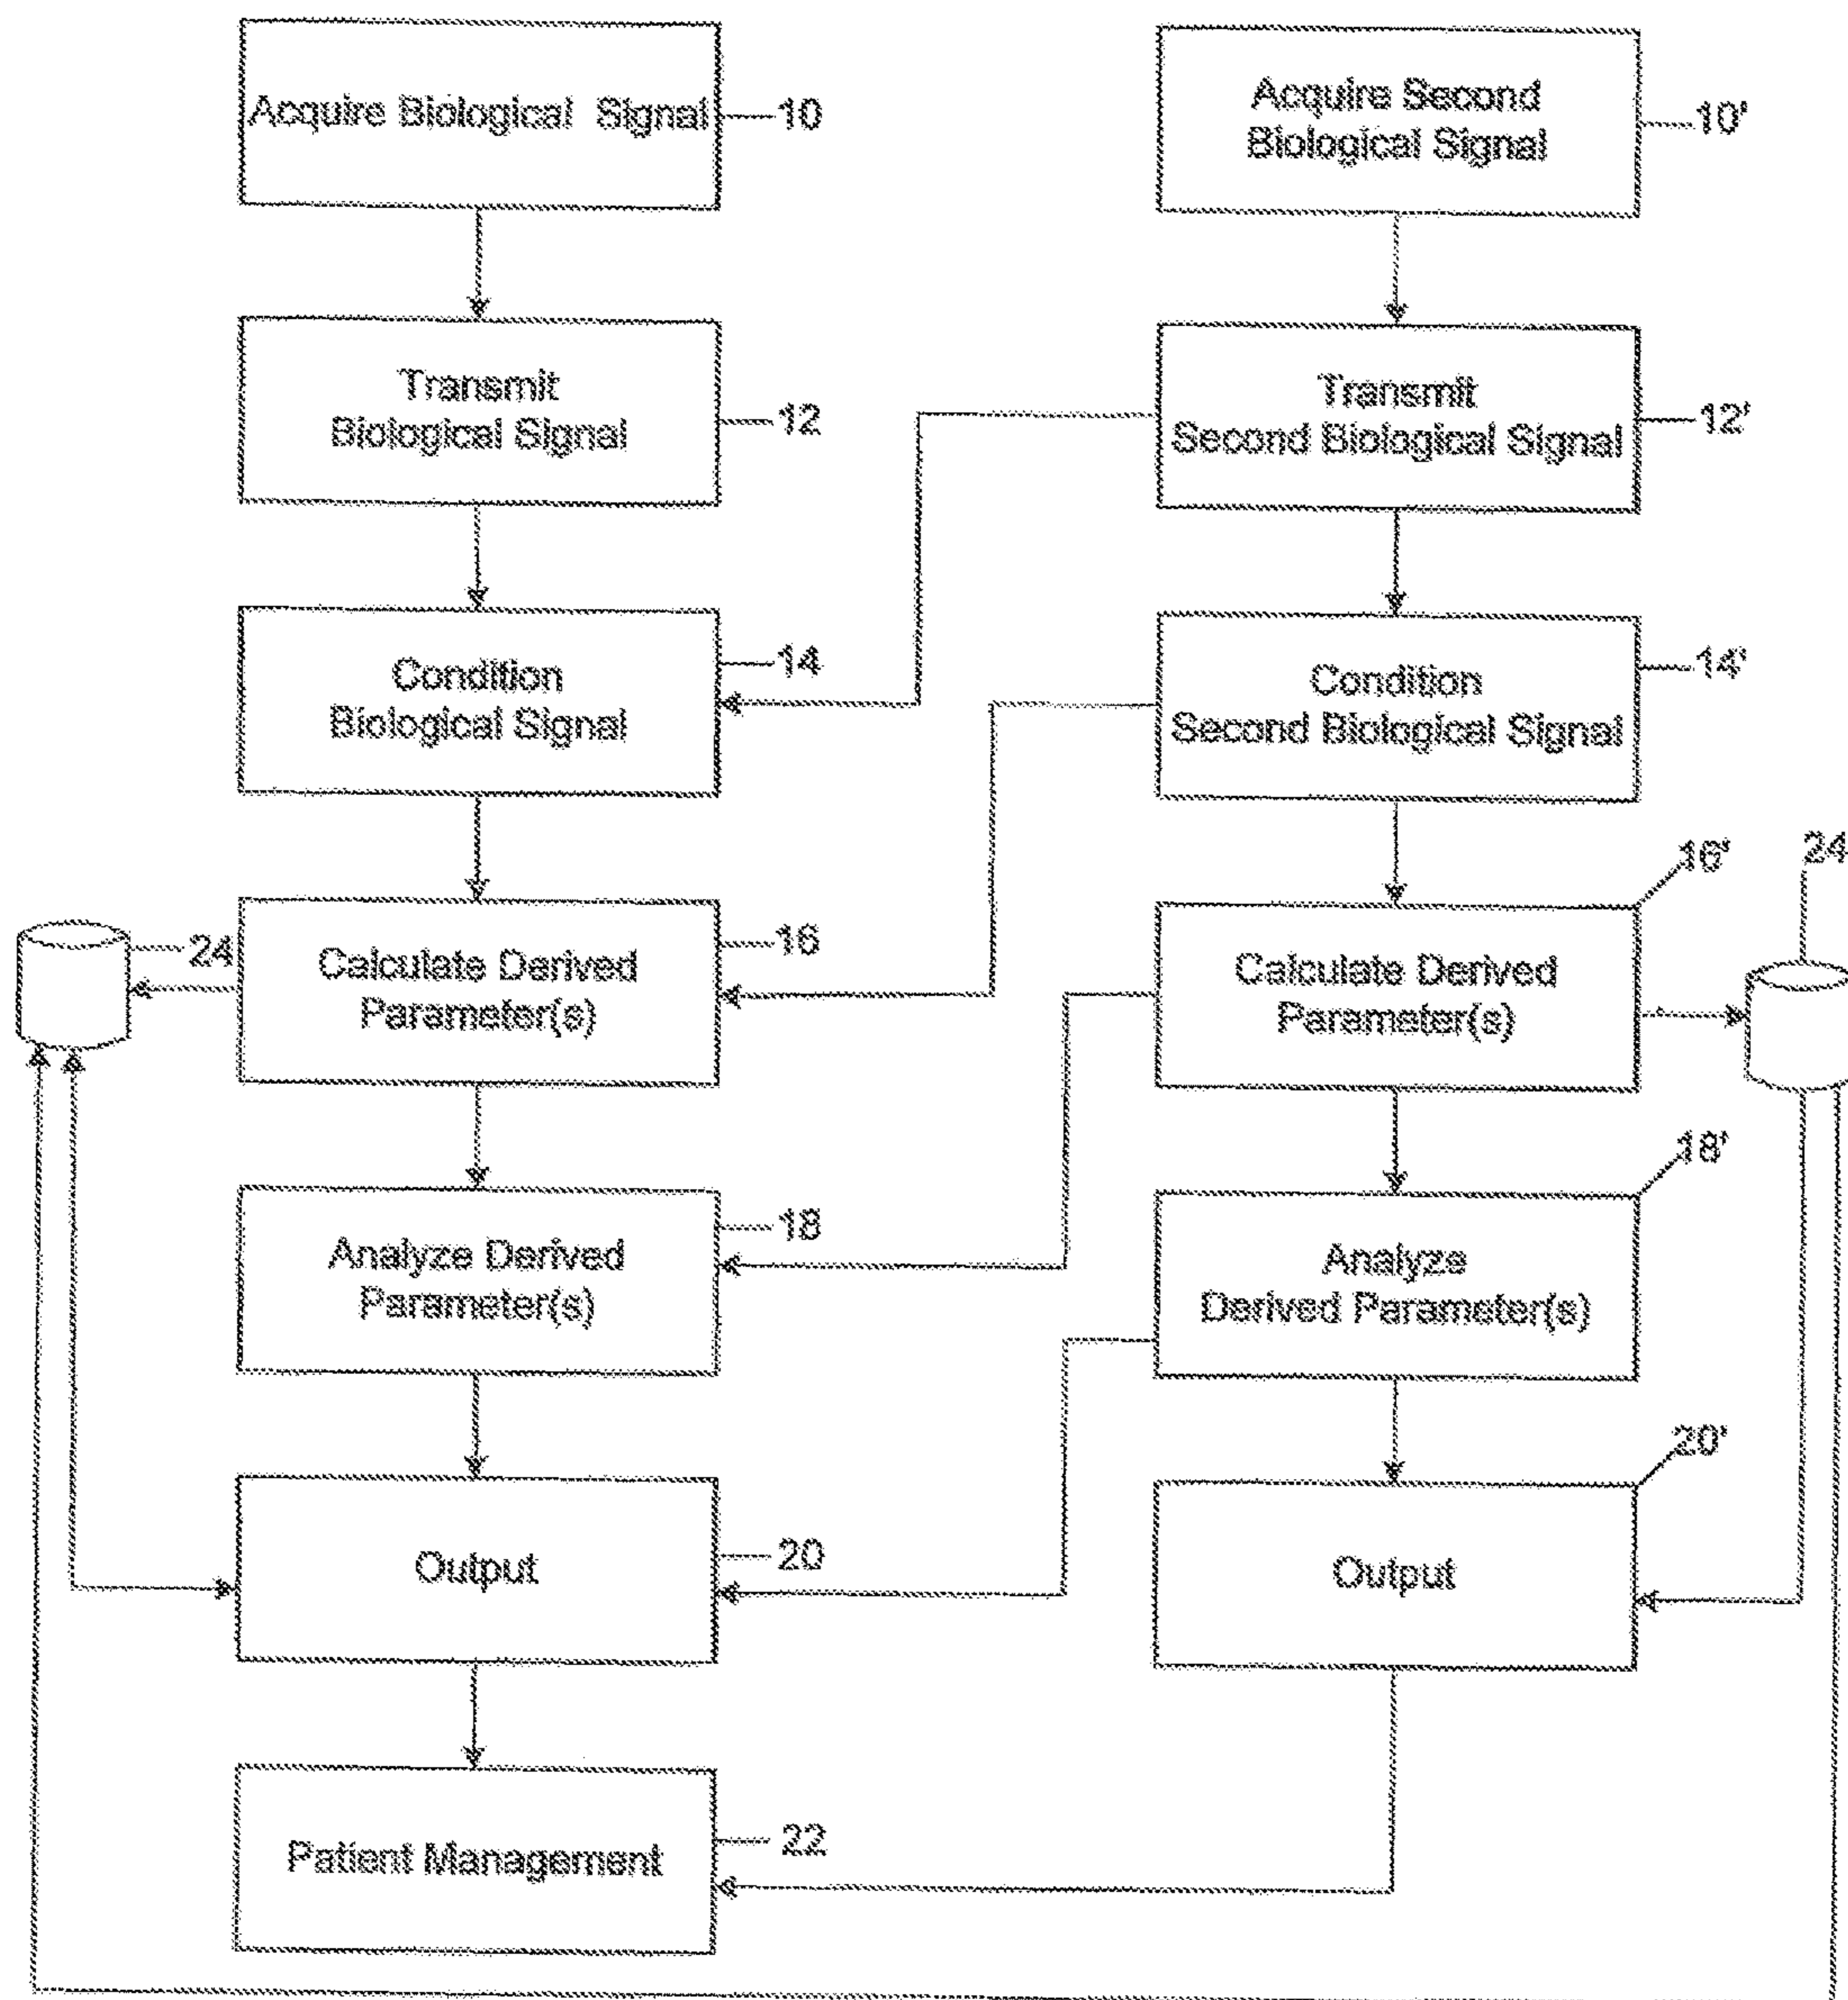 Acquire Biological Signal
10
Transmit
Biological Signal
12
Condition
Biological Signal
14
Calculate Derived
Parameter(s)
16
24
Analyze Derived
Parameter(s)
18
Output
20
Patient Management
22
Acquire Second
Biological Signal
10'
Transmit
Second Biological Signal
12'
Condition
Second Biological Signal
14'
Calculate Derived
Parameter(s)
16'
24
Analyze
Derived Parameter(s)
18'
Output
20'